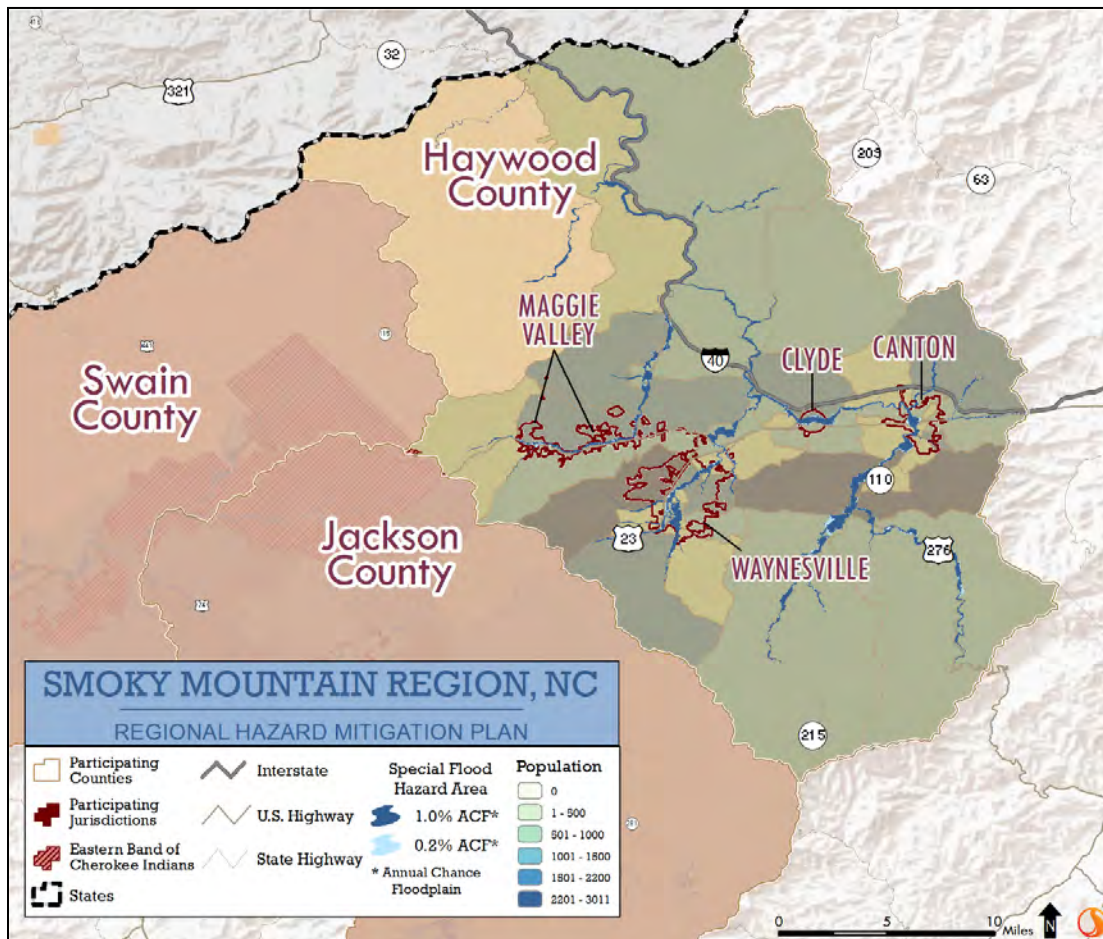 32
321
209
63
Haywood
County
MAGGIE
VALLEY
CLYDE
CANTON
40
Swain
County
110
Jackson
County
23
276
WAYNESVILLE
215
SMOKY MOUNTAIN REGION, NC
REGIONAL HAZARD MITIGATION PLAN
Participating
Counties
Participating
Jurisdictions
Eastern Band of
Cherokee Indians
States
Interstate
U.S. Highway
State Highway
Special Flood
Hazard Area
1.0% ACF*
0.2% ACF*
* Annual Chance
Floodplain
Population
0
1 - 500
501 - 1000
1001 - 1500
1501 - 2200
2201 - 3011
0 5 10
Miles
N